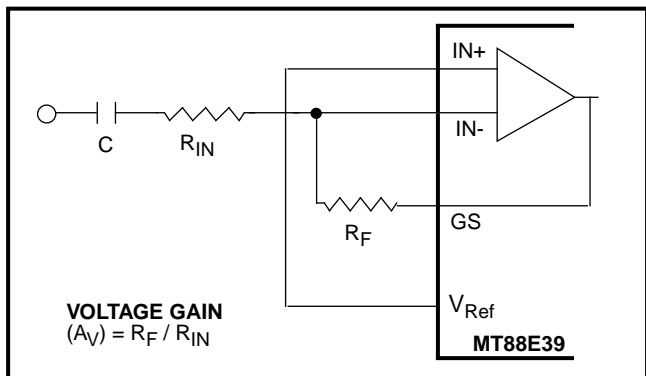 IN+
IN-
C
R_IN
R_F
GS
V_Ref
VOLTAGE GAIN
(A_V) = R_F / R_IN
MT88E39